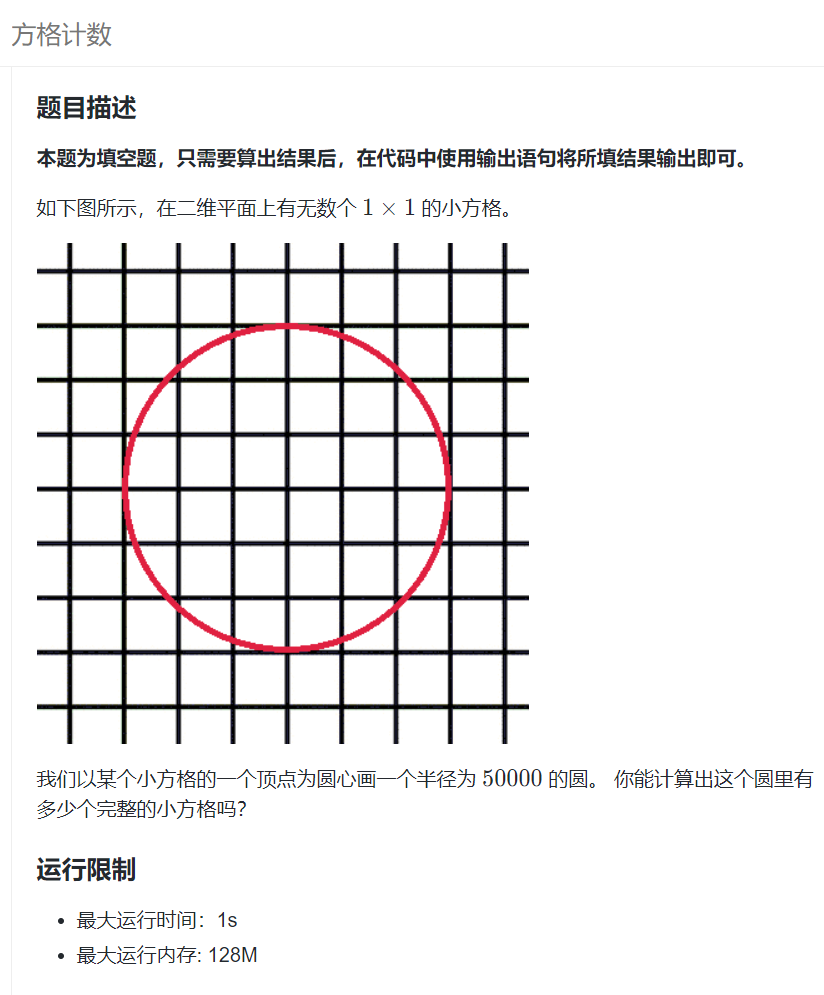 方格计数
题目描述
本题为填空题，只需要算出结果后，在代码中使用输出语句将所填结果输出即可。
如下图所示，在二维平面上有无数个 1 × 1 的小方格。
我们以某个小方格的一个顶点为圆心画一个半径为 50000 的圆。 你能计算出这个圆里有
多少个完整的小方格吗？
运行限制
• 最大运行时间：1s
• 最大运行内存: 128M